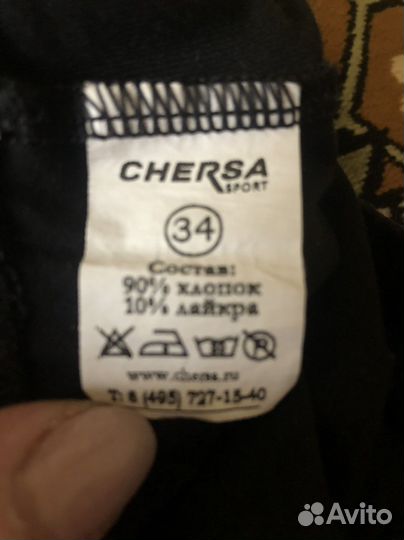 CHERSA
SPORT
34
Состав:
90% хлопок
10% лайкра
www.chersa.ru
Т: 8 (495) 727-15-40
Avito